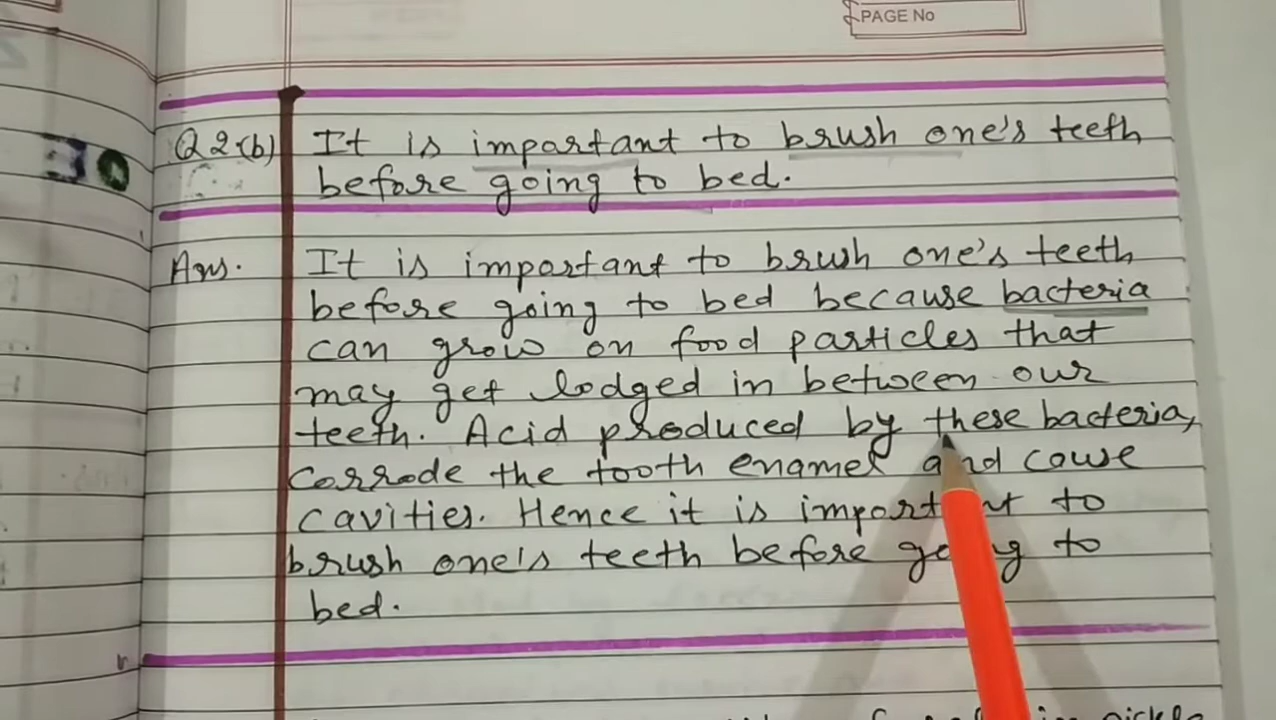 PAGE No
Q 2 (b) It is important to brush one's teeth
before going to bed.
Ans. It is important to brush one's teeth
before going to bed because bacteria
can grow on food particles that
may get lodged in between our
teeth. Acid produced by these bacteria,
corrode the tooth enamel and cause
cavities. Hence it is important to
brush one's teeth before going to
bed.